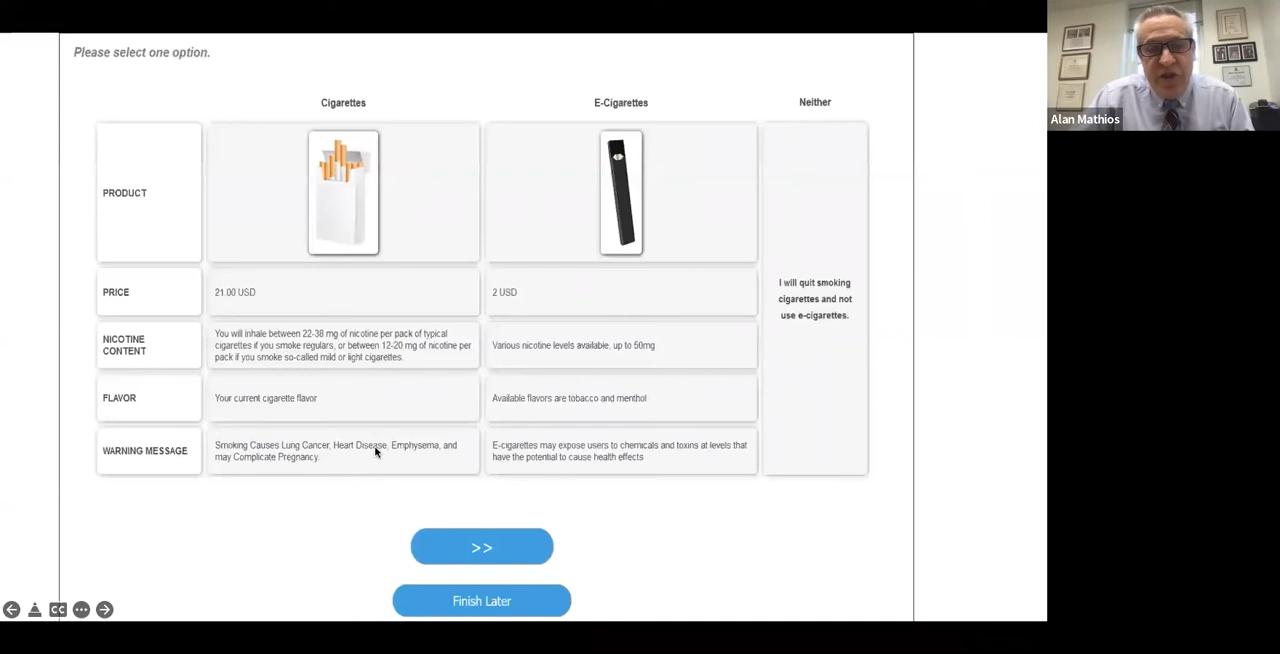 Please select one option.
Cigarettes
E-Cigarettes
Neither
PRODUCT
PRICE
21.00 USD
2 USD
I will quit smoking
cigarettes and not
use e-cigarettes.
NICOTINE
CONTENT
You will inhale between 22-38 mg of nicotine per pack of typical
cigarettes if you smoke regulars, or between 12-20 mg of nicotine per
pack if you smoke so-called mild or light cigarettes.
Various nicotine levels available, up to 50mg
FLAVOR
Your current cigarette flavor
Available flavors are tobacco and menthol
WARNING MESSAGE
Smoking Causes Lung Cancer, Heart Disease, Emphysema, and
may Complicate Pregnancy.
E-cigarettes may expose users to chemicals and toxins at levels that
have the potential to cause health effects
>>
Finish Later
CC
Alan Mathios